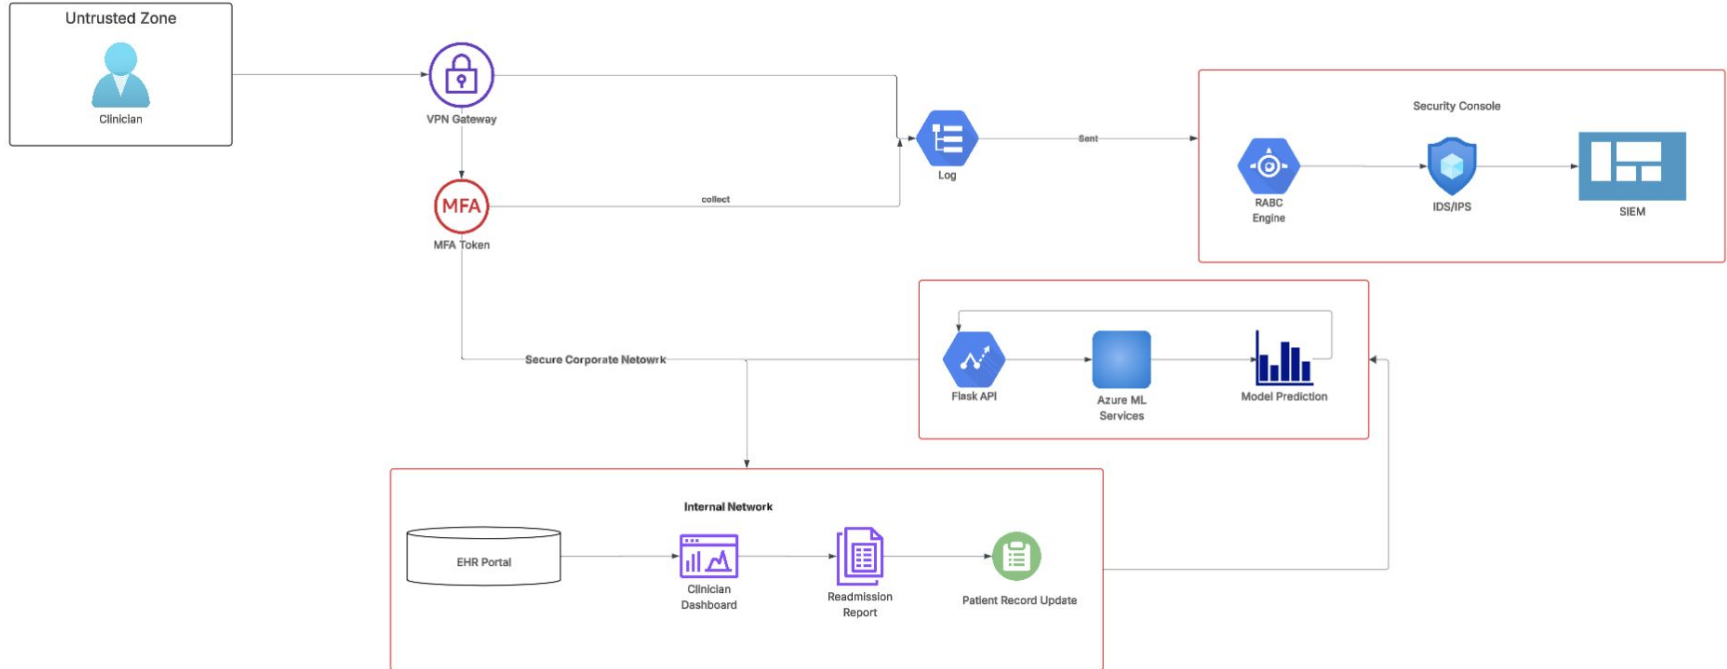 Untrusted Zone
Clinician
VPN Gateway
MFA
MFA Token
collect
Log
Sent
Security Console
RABC
Engine
IDS/IPS
SIEM
Secure Corporate Netowrk
Flask API
Azure ML
Services
Model Prediction
Internal Network
EHR Portal
Clinician
Dashboard
Readmission
Report
Patient Record Update